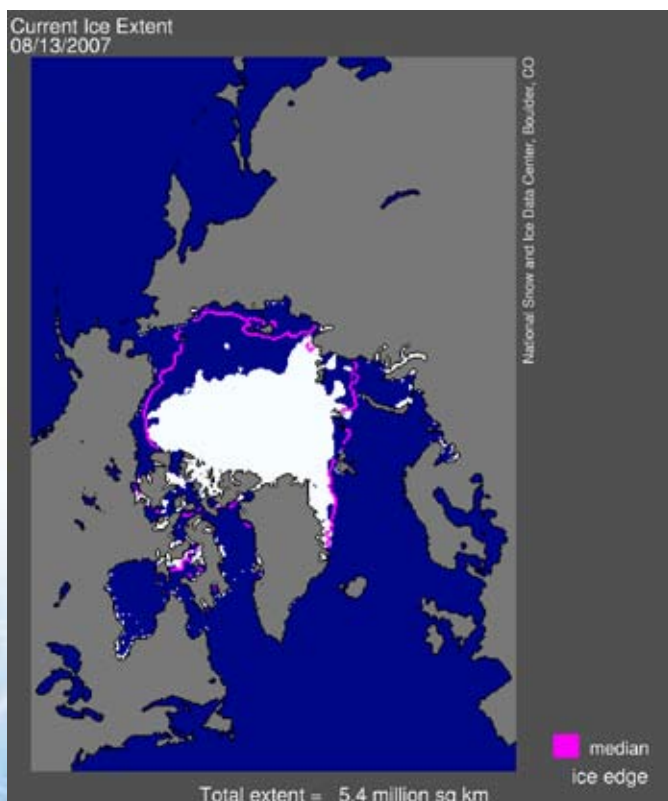 Current Ice Extent
08/13/2007
National Snow and Ice Data Center, Boulder, CO
median
ice edge
Total extent = 5.4 million sq km